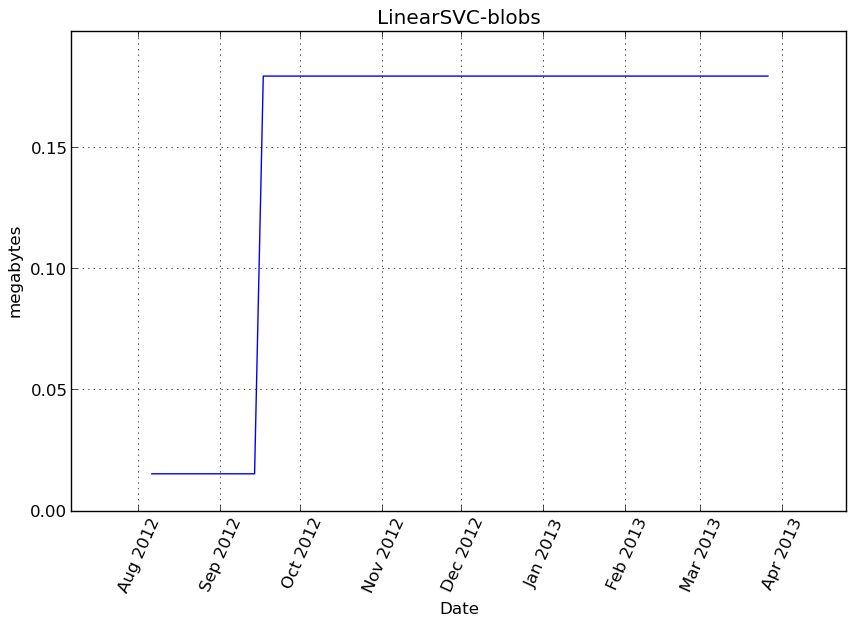 LinearSVC-blobs
megabytes
0.15
0.10
0.05
0.00
Aug 2012
Sep 2012
Oct 2012
Nov 2012
Dec 2012
Jan 2013
Feb 2013
Mar 2013
Apr 2013
Date